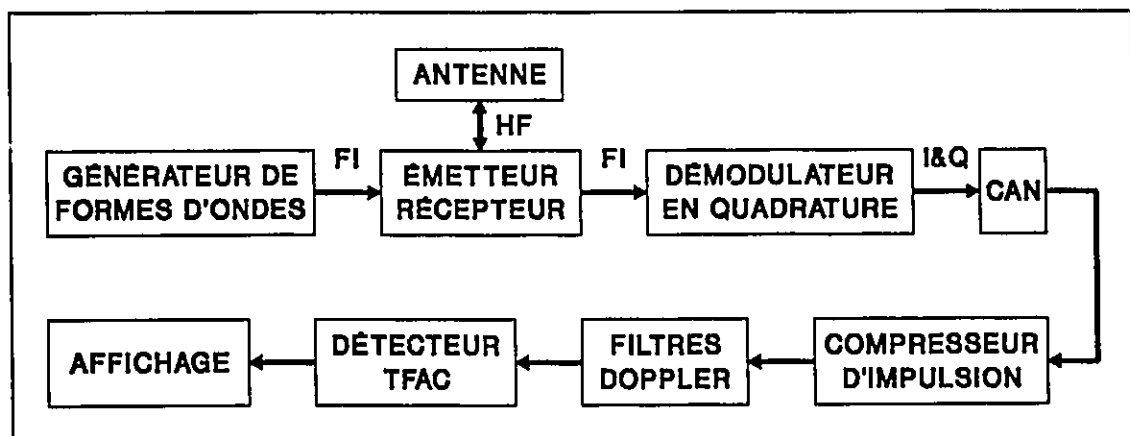 ANTENNE
HF
GÉNÉRATEUR DE
FORMES D'ONDES
FI
ÉMETTEUR
RÉCEPTEUR
FI
DÉMODULATEUR
EN QUADRATURE
I&Q
CAN
AFFICHAGE
DÉTECTEUR
TFAC
FILTRES
DOPPLER
COMPRESSEUR
D'IMPULSION